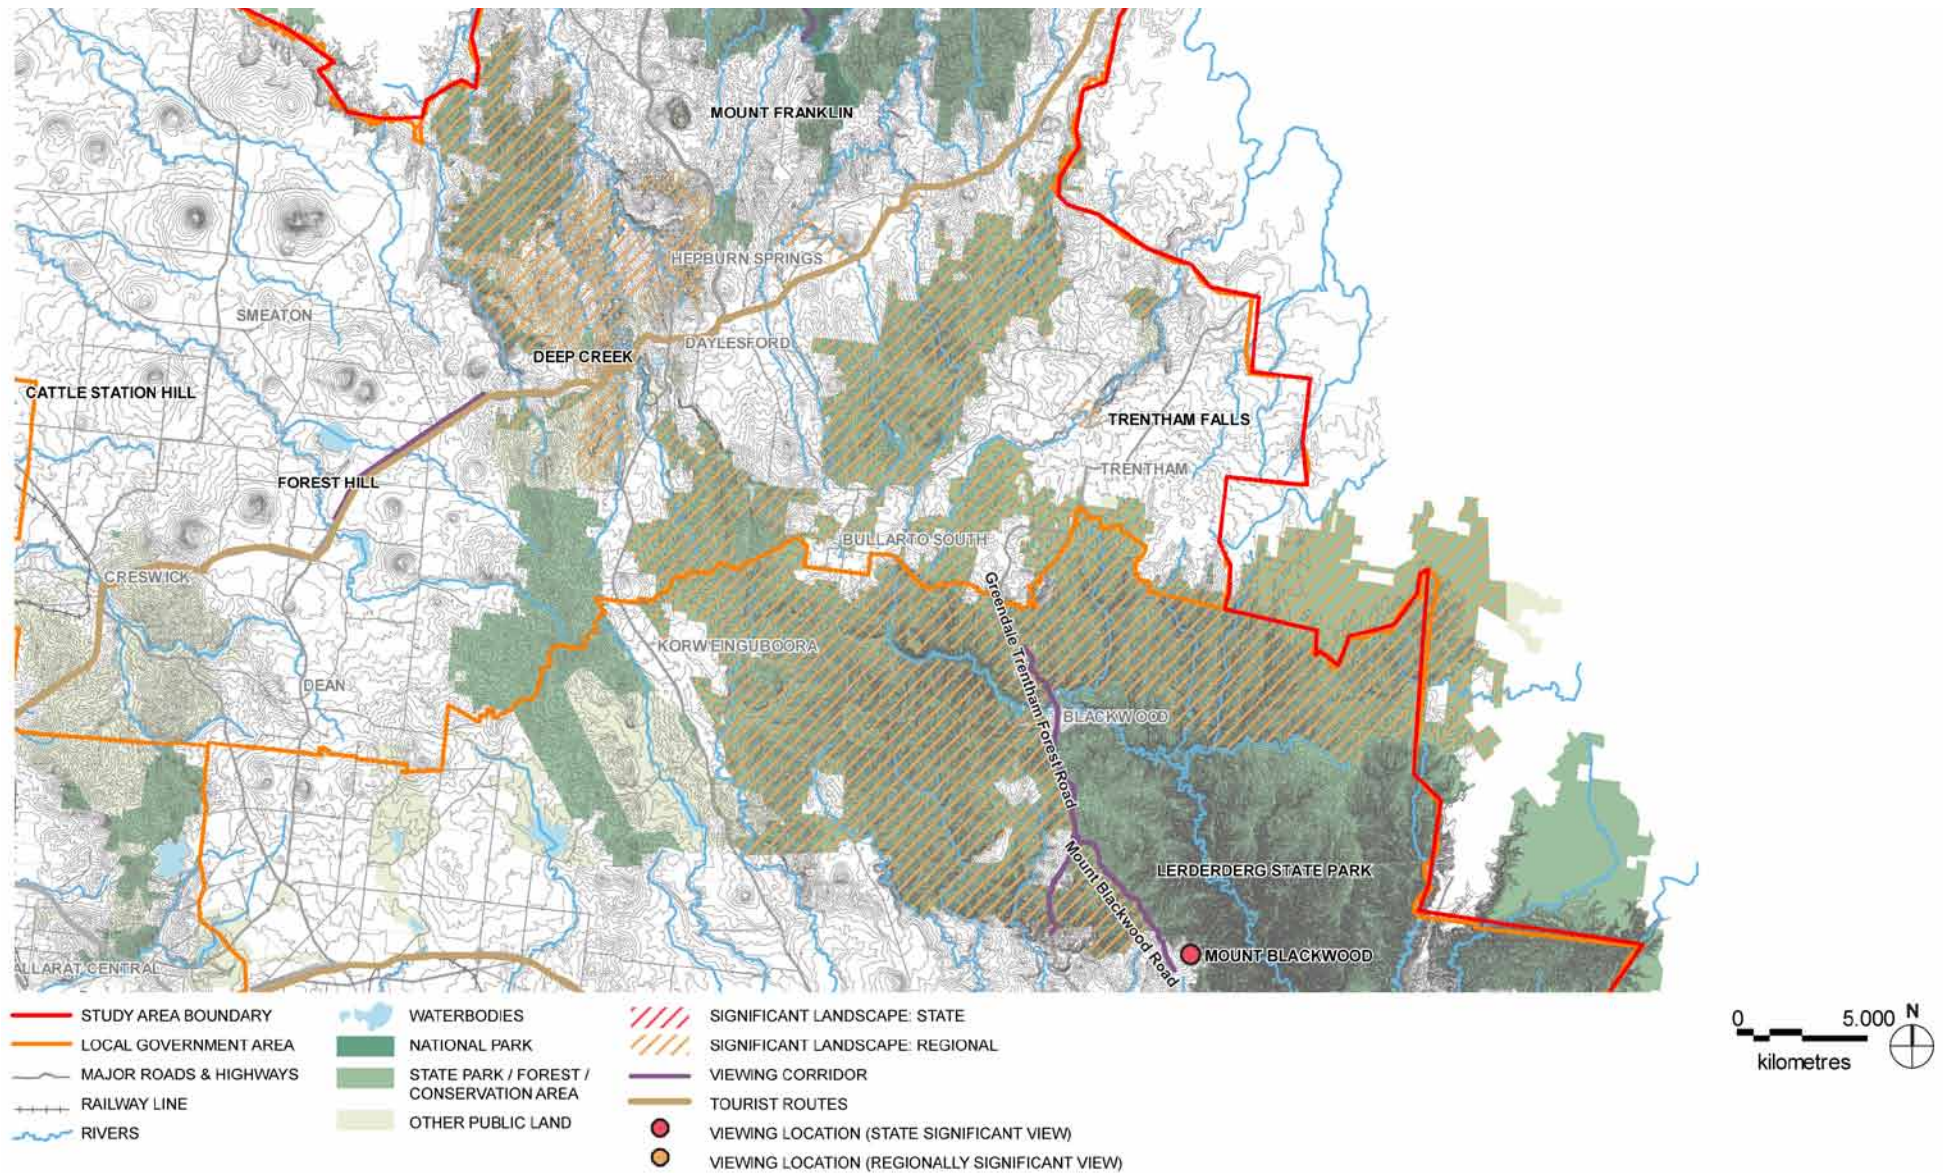 MOUNT FRANKLIN
HEPBURN SPRINGS
SMEATON
DAYLESFORD
DEEP CREEK
CATTLE STATION HILL
TRENTHAM FALLS
TRENTHAM
FOREST HILL
BULLARTO SOUTH
CRESWICK
Greendale Trentham Forest Road
KORWEINGUBOORA
DEAN
BLACKWOOD
Mount Blackwood Road
LERDERDERG STATE PARK
MOUNT BLACKWOOD
ALLARAT CENTRAL
STUDY AREA BOUNDARY
LOCAL GOVERNMENT AREA
MAJOR ROADS & HIGHWAYS
RAILWAY LINE
RIVERS
WATERBODIES
NATIONAL PARK
STATE PARK / FOREST /
CONSERVATION AREA
OTHER PUBLIC LAND
SIGNIFICANT LANDSCAPE: STATE
SIGNIFICANT LANDSCAPE: REGIONAL
VIEWING CORRIDOR
TOURIST ROUTES
VIEWING LOCATION (STATE SIGNIFICANT VIEW)
VIEWING LOCATION (REGIONALLY SIGNIFICANT VIEW)
0 5.000
kilometres
N